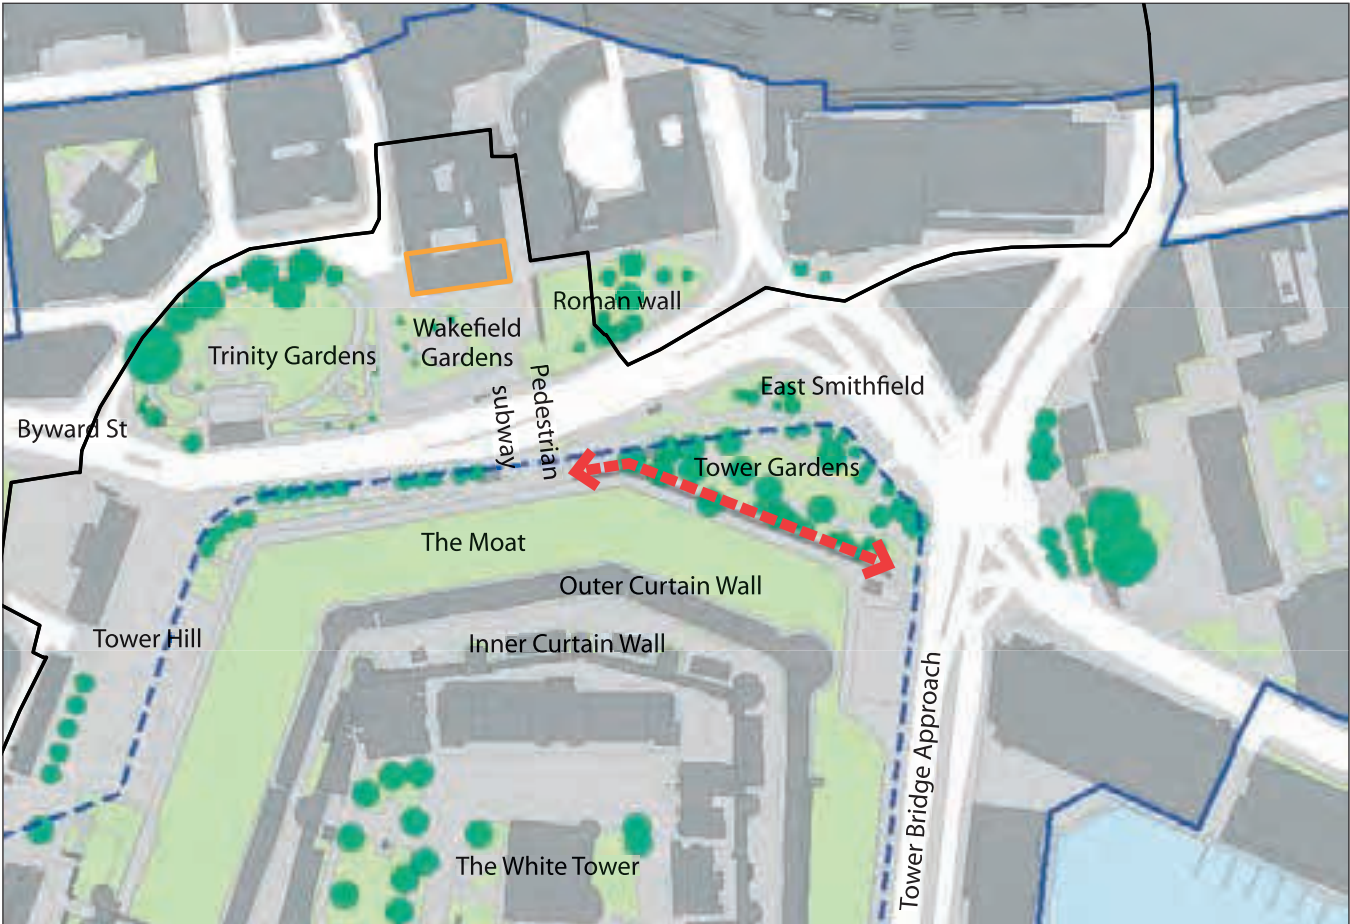 Roman wall
Wakefield
Gardens
Trinity Gardens
Pedestrian
subway
East Smithfield
Byward St
Tower Gardens
The Moat
Outer Curtain Wall
Tower Hill
Inner Curtain Wall
Tower Bridge Approach
The White Tower